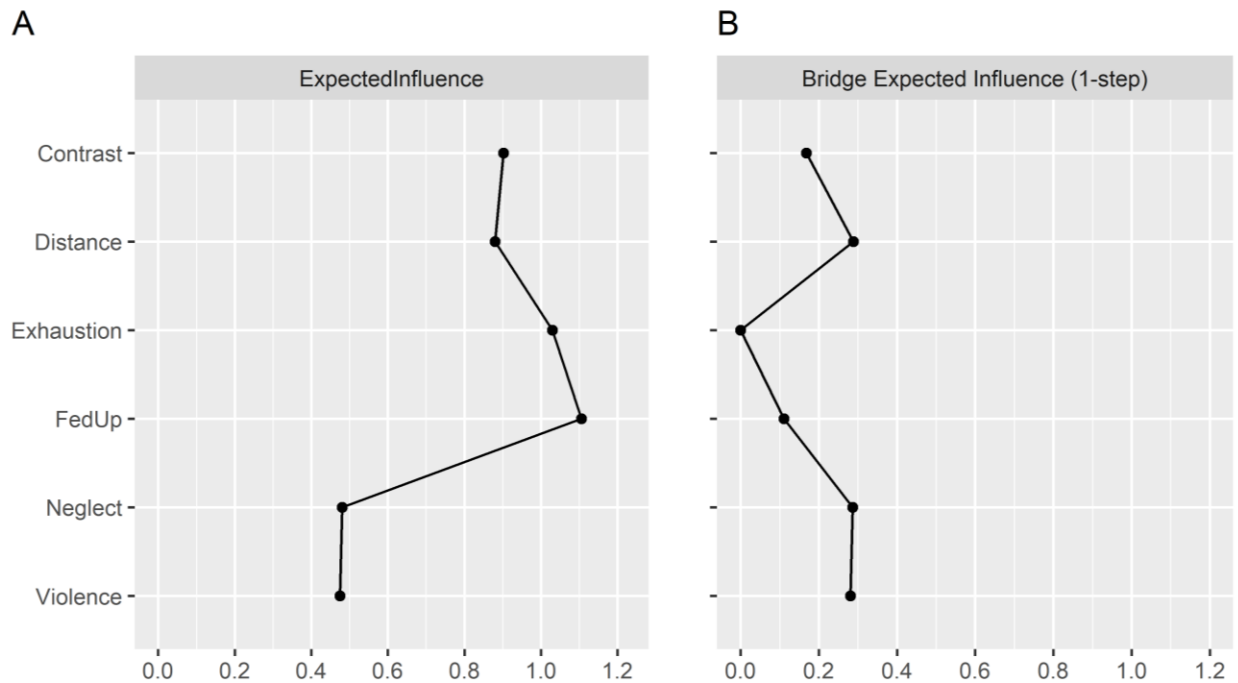 A
B
ExpectedInfluence
Bridge Expected Influence (1-step)
Contrast
Distance
Exhaustion
FedUp
Neglect
Violence
0.0 0.2 0.4 0.6 0.8 1.0 1.2
0.0 0.2 0.4 0.6 0.8 1.0 1.2